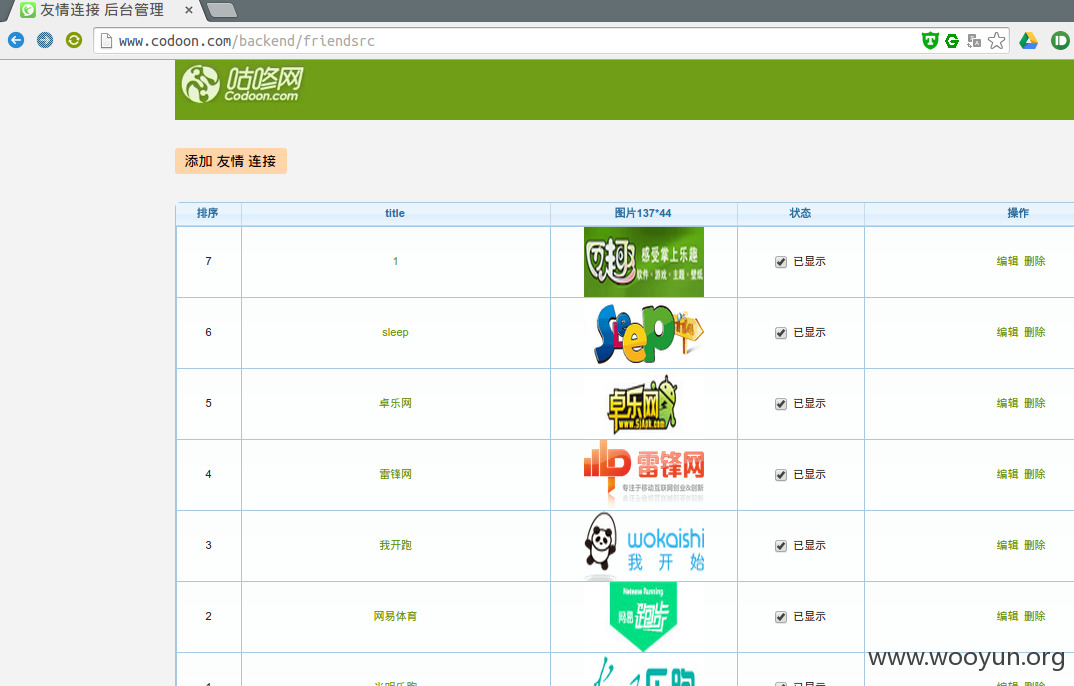 友情连接 后台管理
www.codoon.com/backend/friendsrc
咕咚网
Codoon.com
添加 友情 连接
排序 title 图片137*44 状态 操作
7 1 已显示 编辑 删除
感受掌上乐趣
软件·游戏·主题·壁纸
6 sleep 已显示 编辑 删除
Sleep
5 卓乐网 已显示 编辑 删除
卓乐网
www.SjApk.com
4 雷锋网 已显示 编辑 删除
雷锋网
专注于移动互联网创业&创新
3 我开跑 已显示 编辑 删除
wokaishi
我 开 始
2 网易体育 已显示 编辑 删除
Netease Running
网易 跑步
www.wooyun.org